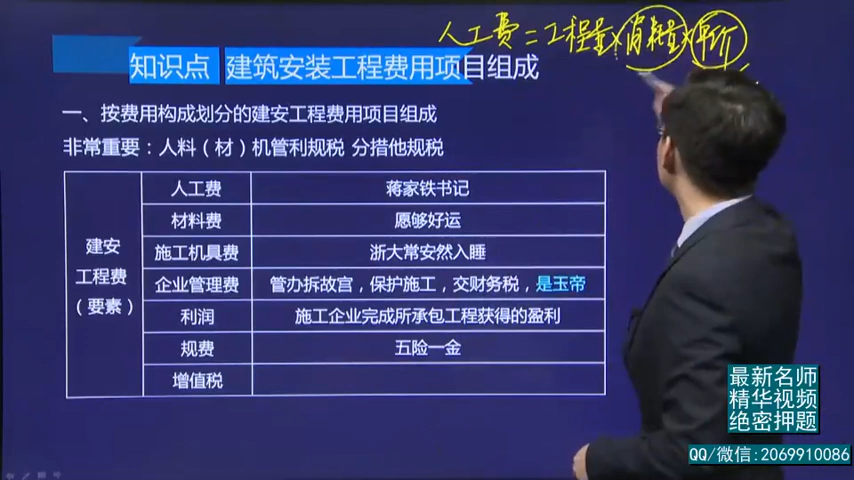 人工费=工程量×消耗量×单价
知识点 建筑安装工程费用项目组成
一、按费用构成划分的建安工程费用项目组成
非常重要：人料（材）机管利规税 分措他规税
建安
工程费
（要素）
人工费 蒋家铁书记
材料费 愿够好运
施工机具费 浙大常安然入睡
企业管理费 管办拆故宫，保护施工，交财务税，是玉帝
利润 施工企业完成所承包工程获得的盈利
规费 五险一金
增值税
最新名师
精华视频
绝密押题
QQ/微信:2069910086